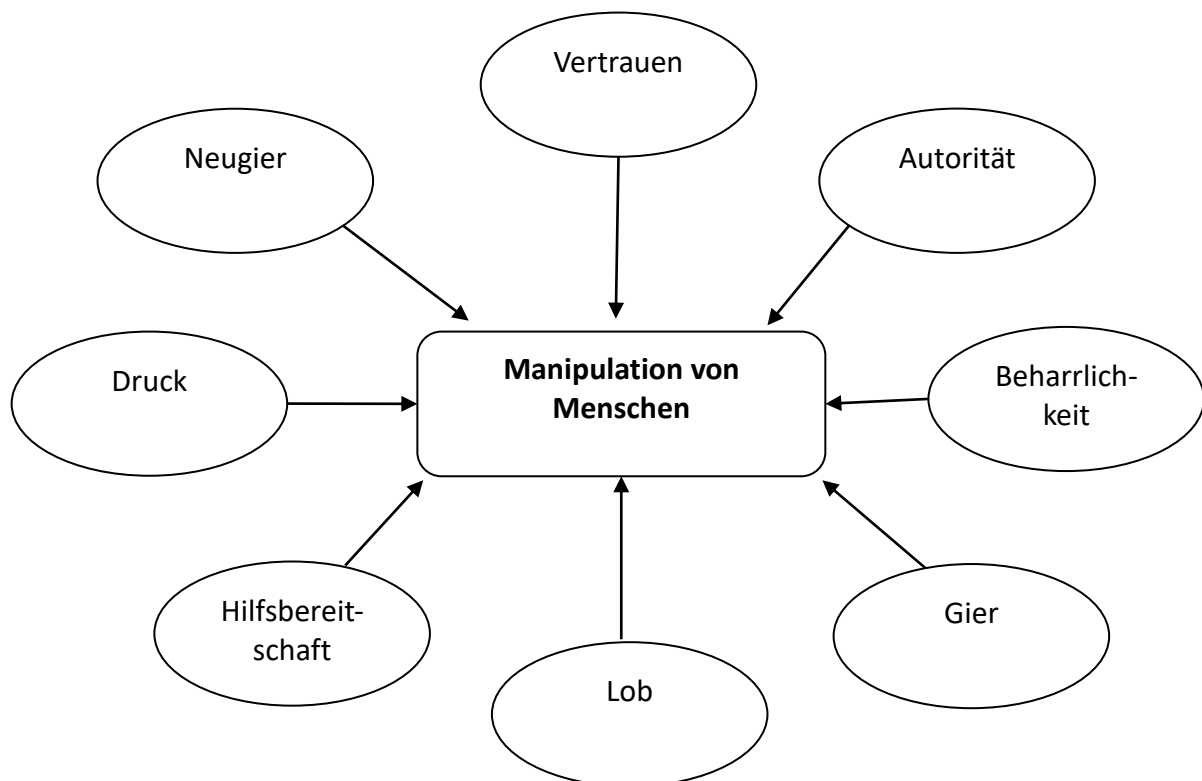 Vertrauen
Neugier
Autorität
Druck
Manipulation von
Menschen
Beharrlich-
keit
Hilfsbereit-
schaft
Lob
Gier